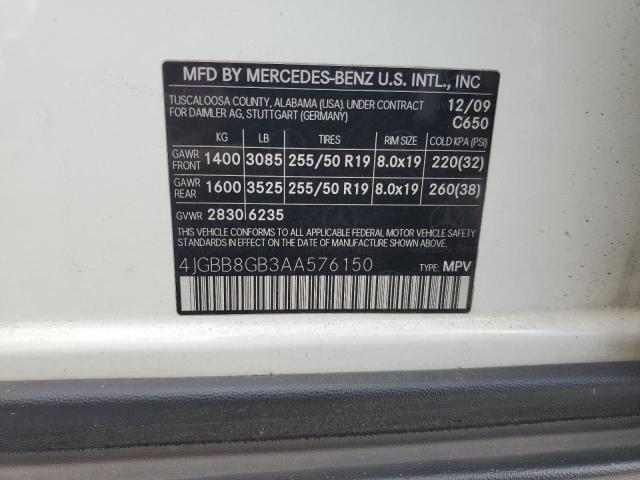 MFD BY MERCEDES-BENZ U.S. INTL., INC
TUSCALOOSA COUNTY, ALABAMA (USA). UNDER CONTRACT 12/09
FOR DAIMLER AG, STUTTGART (GERMANY) C650
KG LB TIRES RIM SIZE COLD KPA (PSI)
GAWR FRONT 1400 3085 255/50 R19 8.0x19 220(32)
GAWR REAR 1600 3525 255/50 R19 8.0x19 260(38)
GVWR 2830 6235
THIS VEHICLE CONFORMS TO ALL APPLICABLE FEDERAL MOTOR VEHICLE SAFETY
AND THEFT PREVENTION STANDARDS IN EFFECT ON THE DATE OF MANUFACTURE SHOWN ABOVE.
4JGBB8GB3AA576150 TYPE: MPV